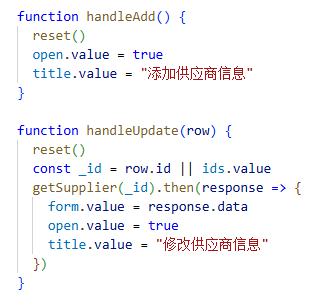 function handleAdd() {
  reset()
  open.value = true
  title.value = "添加供应商信息"
}

function handleUpdate(row) {
  reset()
  const _id = row.id || ids.value
  getSupplier(_id).then(response => {
    form.value = response.data
    open.value = true
    title.value = "修改供应商信息"
  })
}